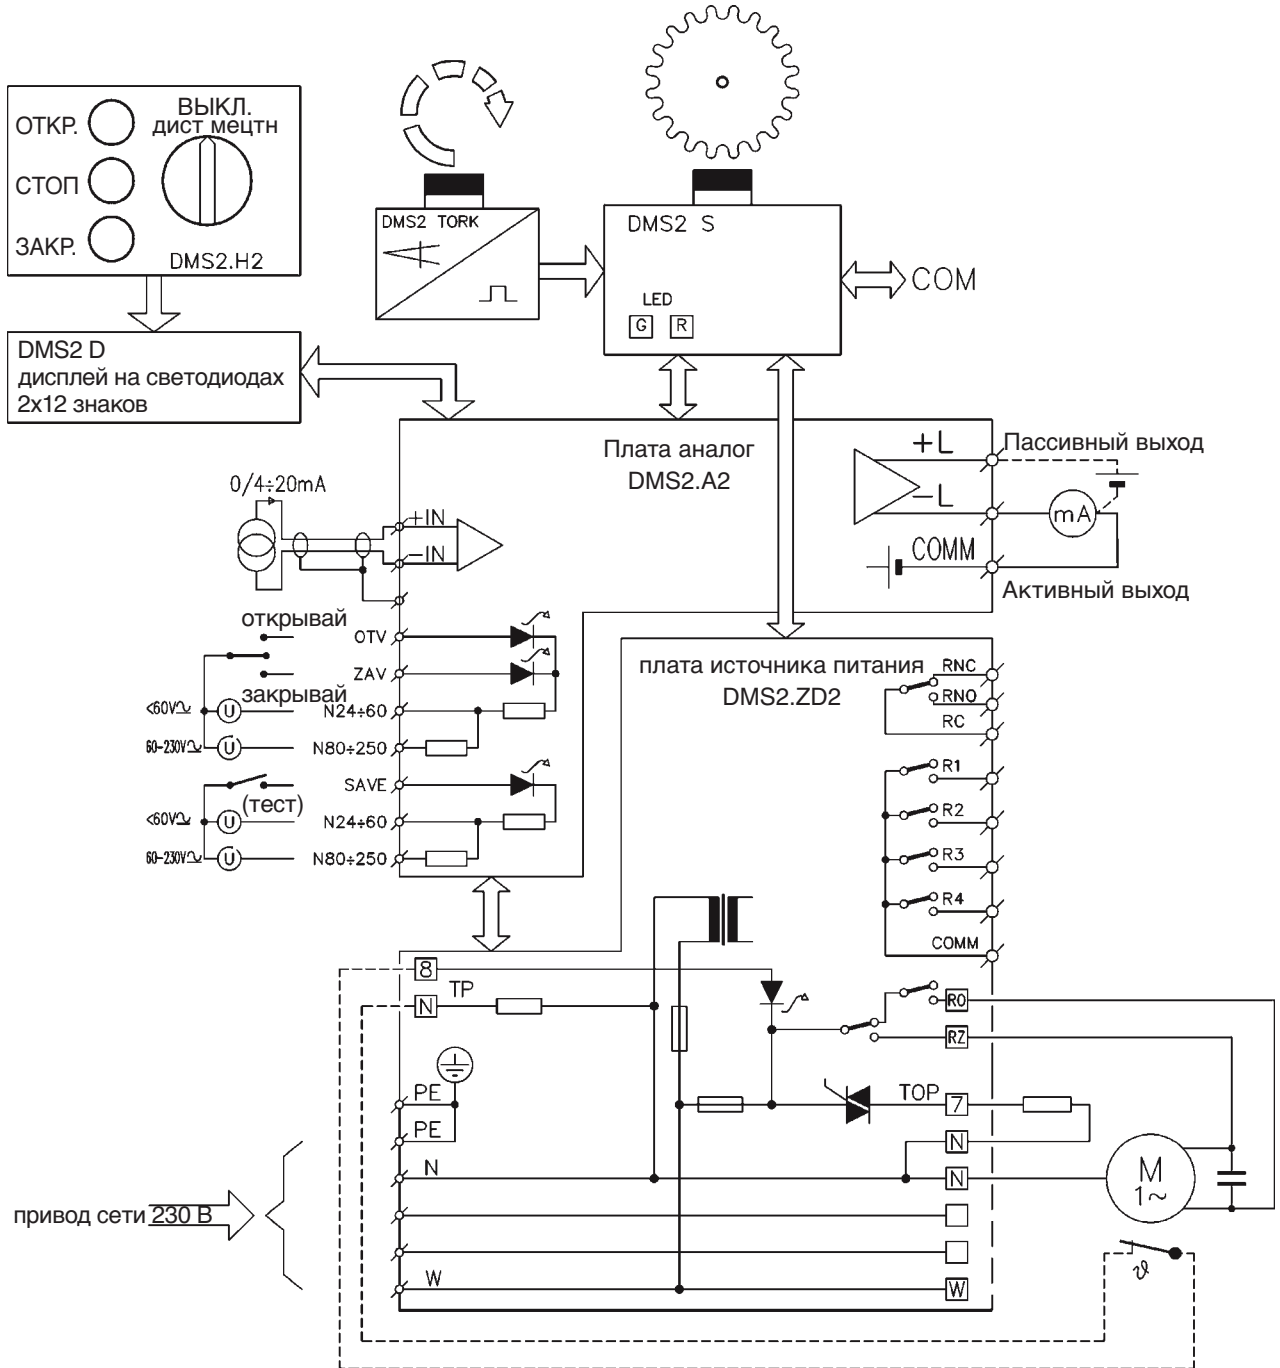 ОТКР.
СТОП
ЗАКР.
ВЫКЛ.
дист мецтн
DMS2.H2
DMS2 D
дисплей на светодиодах
2x12 знаков
DMS2 TORK
DMS2 S
LED
G R
COM
Плата аналог
DMS2.A2
+L
Пассивный выход
-L
mA
COMM
Активный выход
0/4÷20mA
+IN
-IN
открывай
OTV
ZAV
закрывай
<60V
U
N24÷60
60-230V
U
N80÷250
SAVE
(тест)
<60V
U
N24÷60
60-230V
U
N80÷250
плата источника питания
DMS2.ZD2
RNC
RNO
RC
R1
R2
R3
R4
COMM
8
TP
N
RO
RZ
PE
PE
TOP 7
N
N
N
M
1~
привод сети 230 В
W
W
ϑ